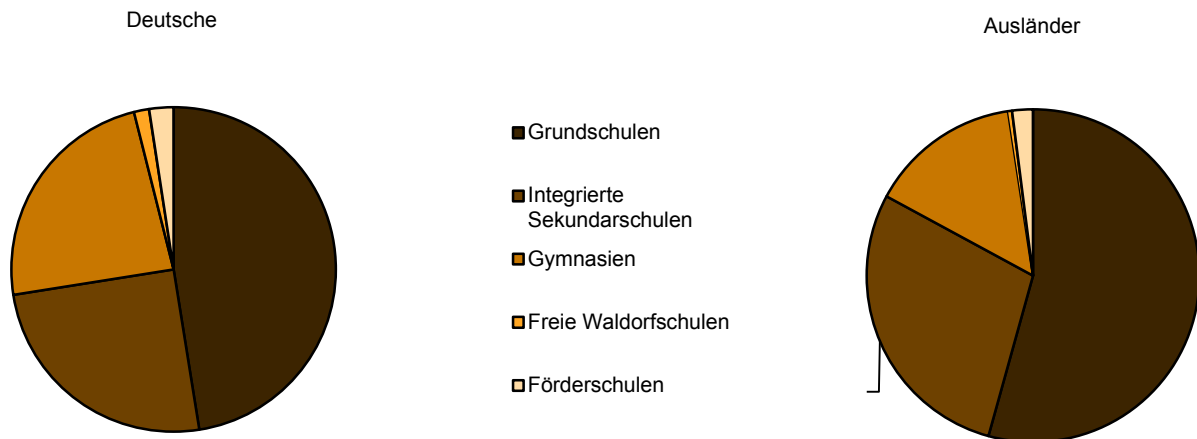 Deutsche
Ausländer
Grundschulen
Integrierte
Sekundarschulen
Gymnasien
Freie Waldorfschulen
Förderschulen